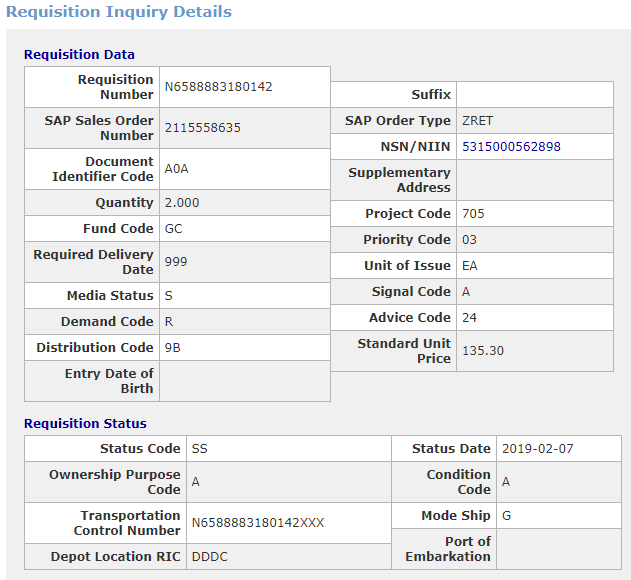 Requisition Inquiry Details
Requisition Data
Requisition
Number N6588883180142
SAP Sales Order
Number 2115558635
Document
Identifier Code A0A
Quantity 2.000
Fund Code GC
Required Delivery
Date 999
Media Status S
Demand Code R
Distribution Code 9B
Entry Date of
Birth
Suffix
SAP Order Type ZRET
NSN/NIIN 5315000562898
Supplementary
Address
Project Code 705
Priority Code 03
Unit of Issue EA
Signal Code A
Advice Code 24
Standard Unit
Price 135.30
Requisition Status
Status Code SS
Ownership Purpose
Code A
Transportation
Control Number N6588883180142XXX
Depot Location RIC DDDC
Status Date 2019-02-07
Condition
Code A
Mode Ship G
Port of
Embarkation